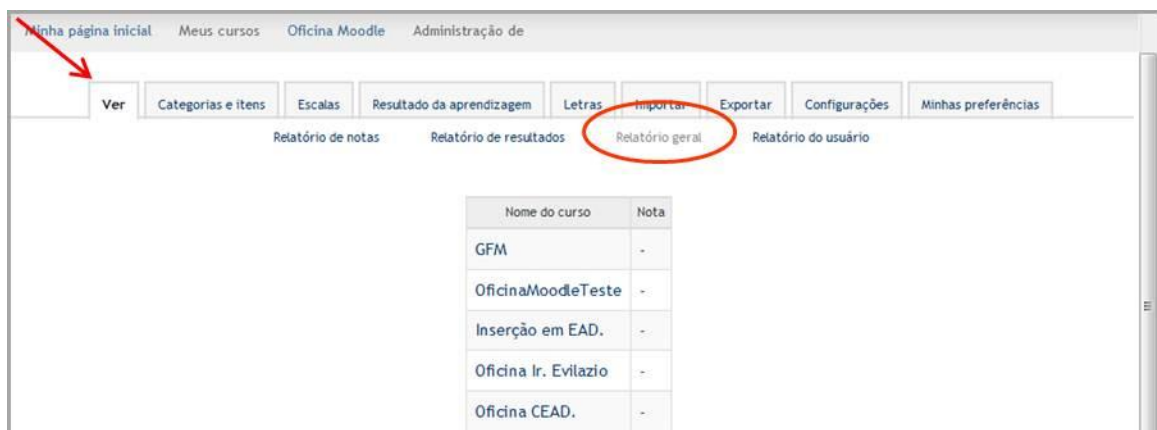 Minha página inicial Meus cursos Oficina Moodle Administração de
Ver Categorias e itens Escalas Resultado da aprendizagem Letras Importar Exportar Configurações Minhas preferências
Relatório de notas Relatório de resultados Relatório geral Relatório do usuário
Nome do curso Nota
GFM -
OficinaMoodleTeste -
Inserção em EAD. -
Oficina Ir. Evilazio -
Oficina CEAD. -